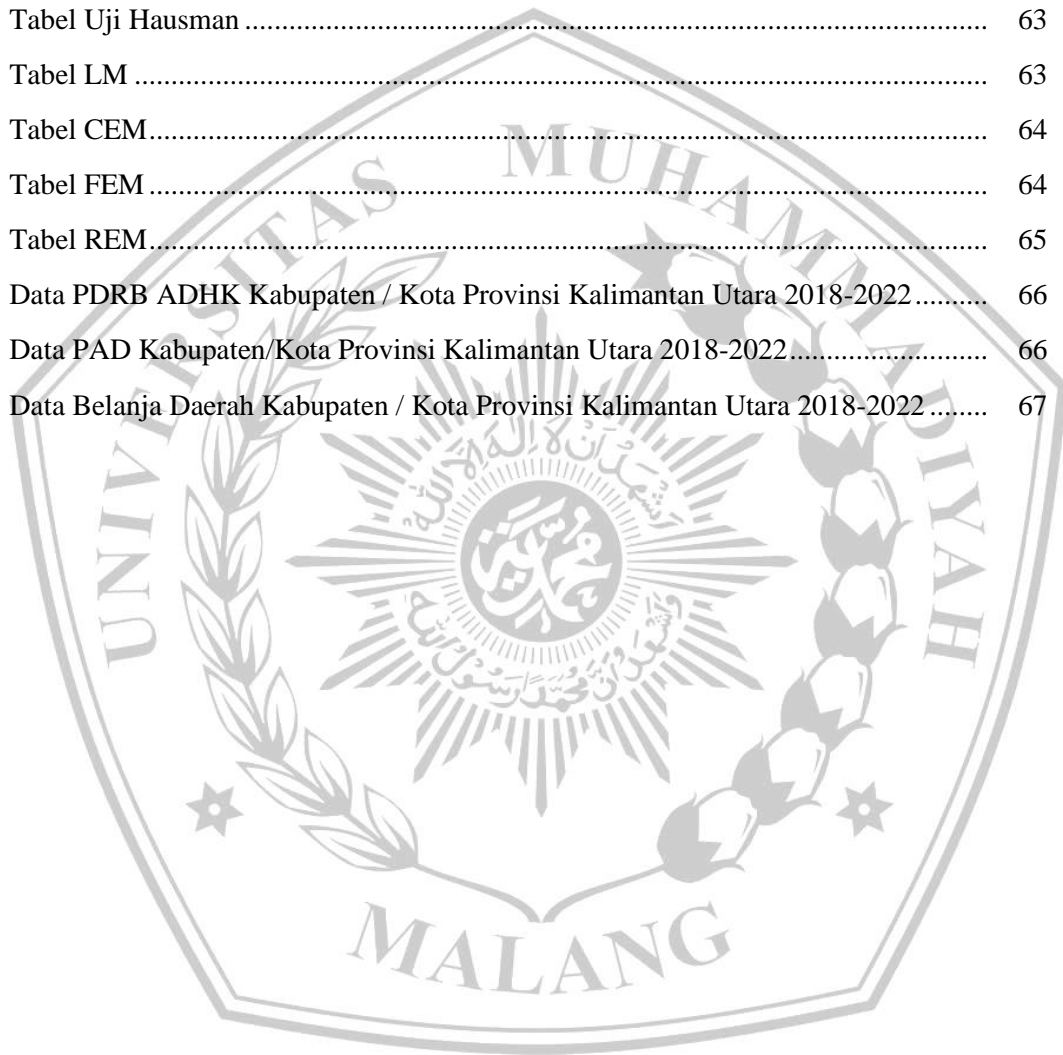 Tabel Uji Hausman ........................................................................................................ 63
Tabel LM ........................................................................................................................ 63
Tabel CEM...................................................................................................................... 64
Tabel FEM ...................................................................................................................... 64
Tabel REM...................................................................................................................... 65
Data PDRB ADHK Kabupaten / Kota Provinsi Kalimantan Utara 2018-2022 .......... 66
Data PAD Kabupaten/Kota Provinsi Kalimantan Utara 2018-2022........................... 66
Data Belanja Daerah Kabupaten / Kota Provinsi Kalimantan Utara 2018-2022 ........ 67
UNIVERSITAS MUHAMMADIYAH
MALANG